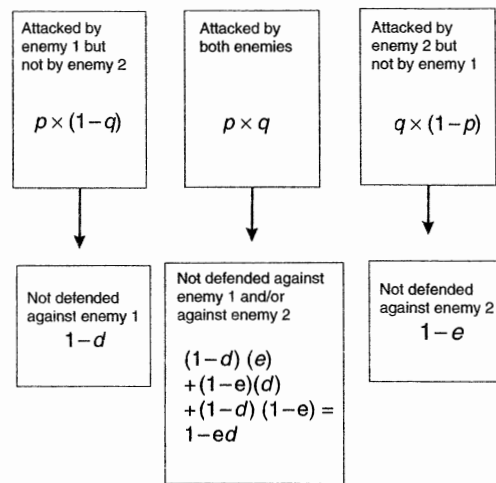 Attacked by
enemy 1 but
not by enemy 2
p × (1−q)
Attacked by
both enemies
p × q
Attacked by
enemy 2 but
not by enemy 1
q × (1−p)
Not defended
against enemy 1
1−d
Not defended against
enemy 1 and/or
against enemy 2
(1−d) (e)
+(1−e)(d)
+(1−d) (1−e) =
1−ed
Not defended
against enemy 2
1−e